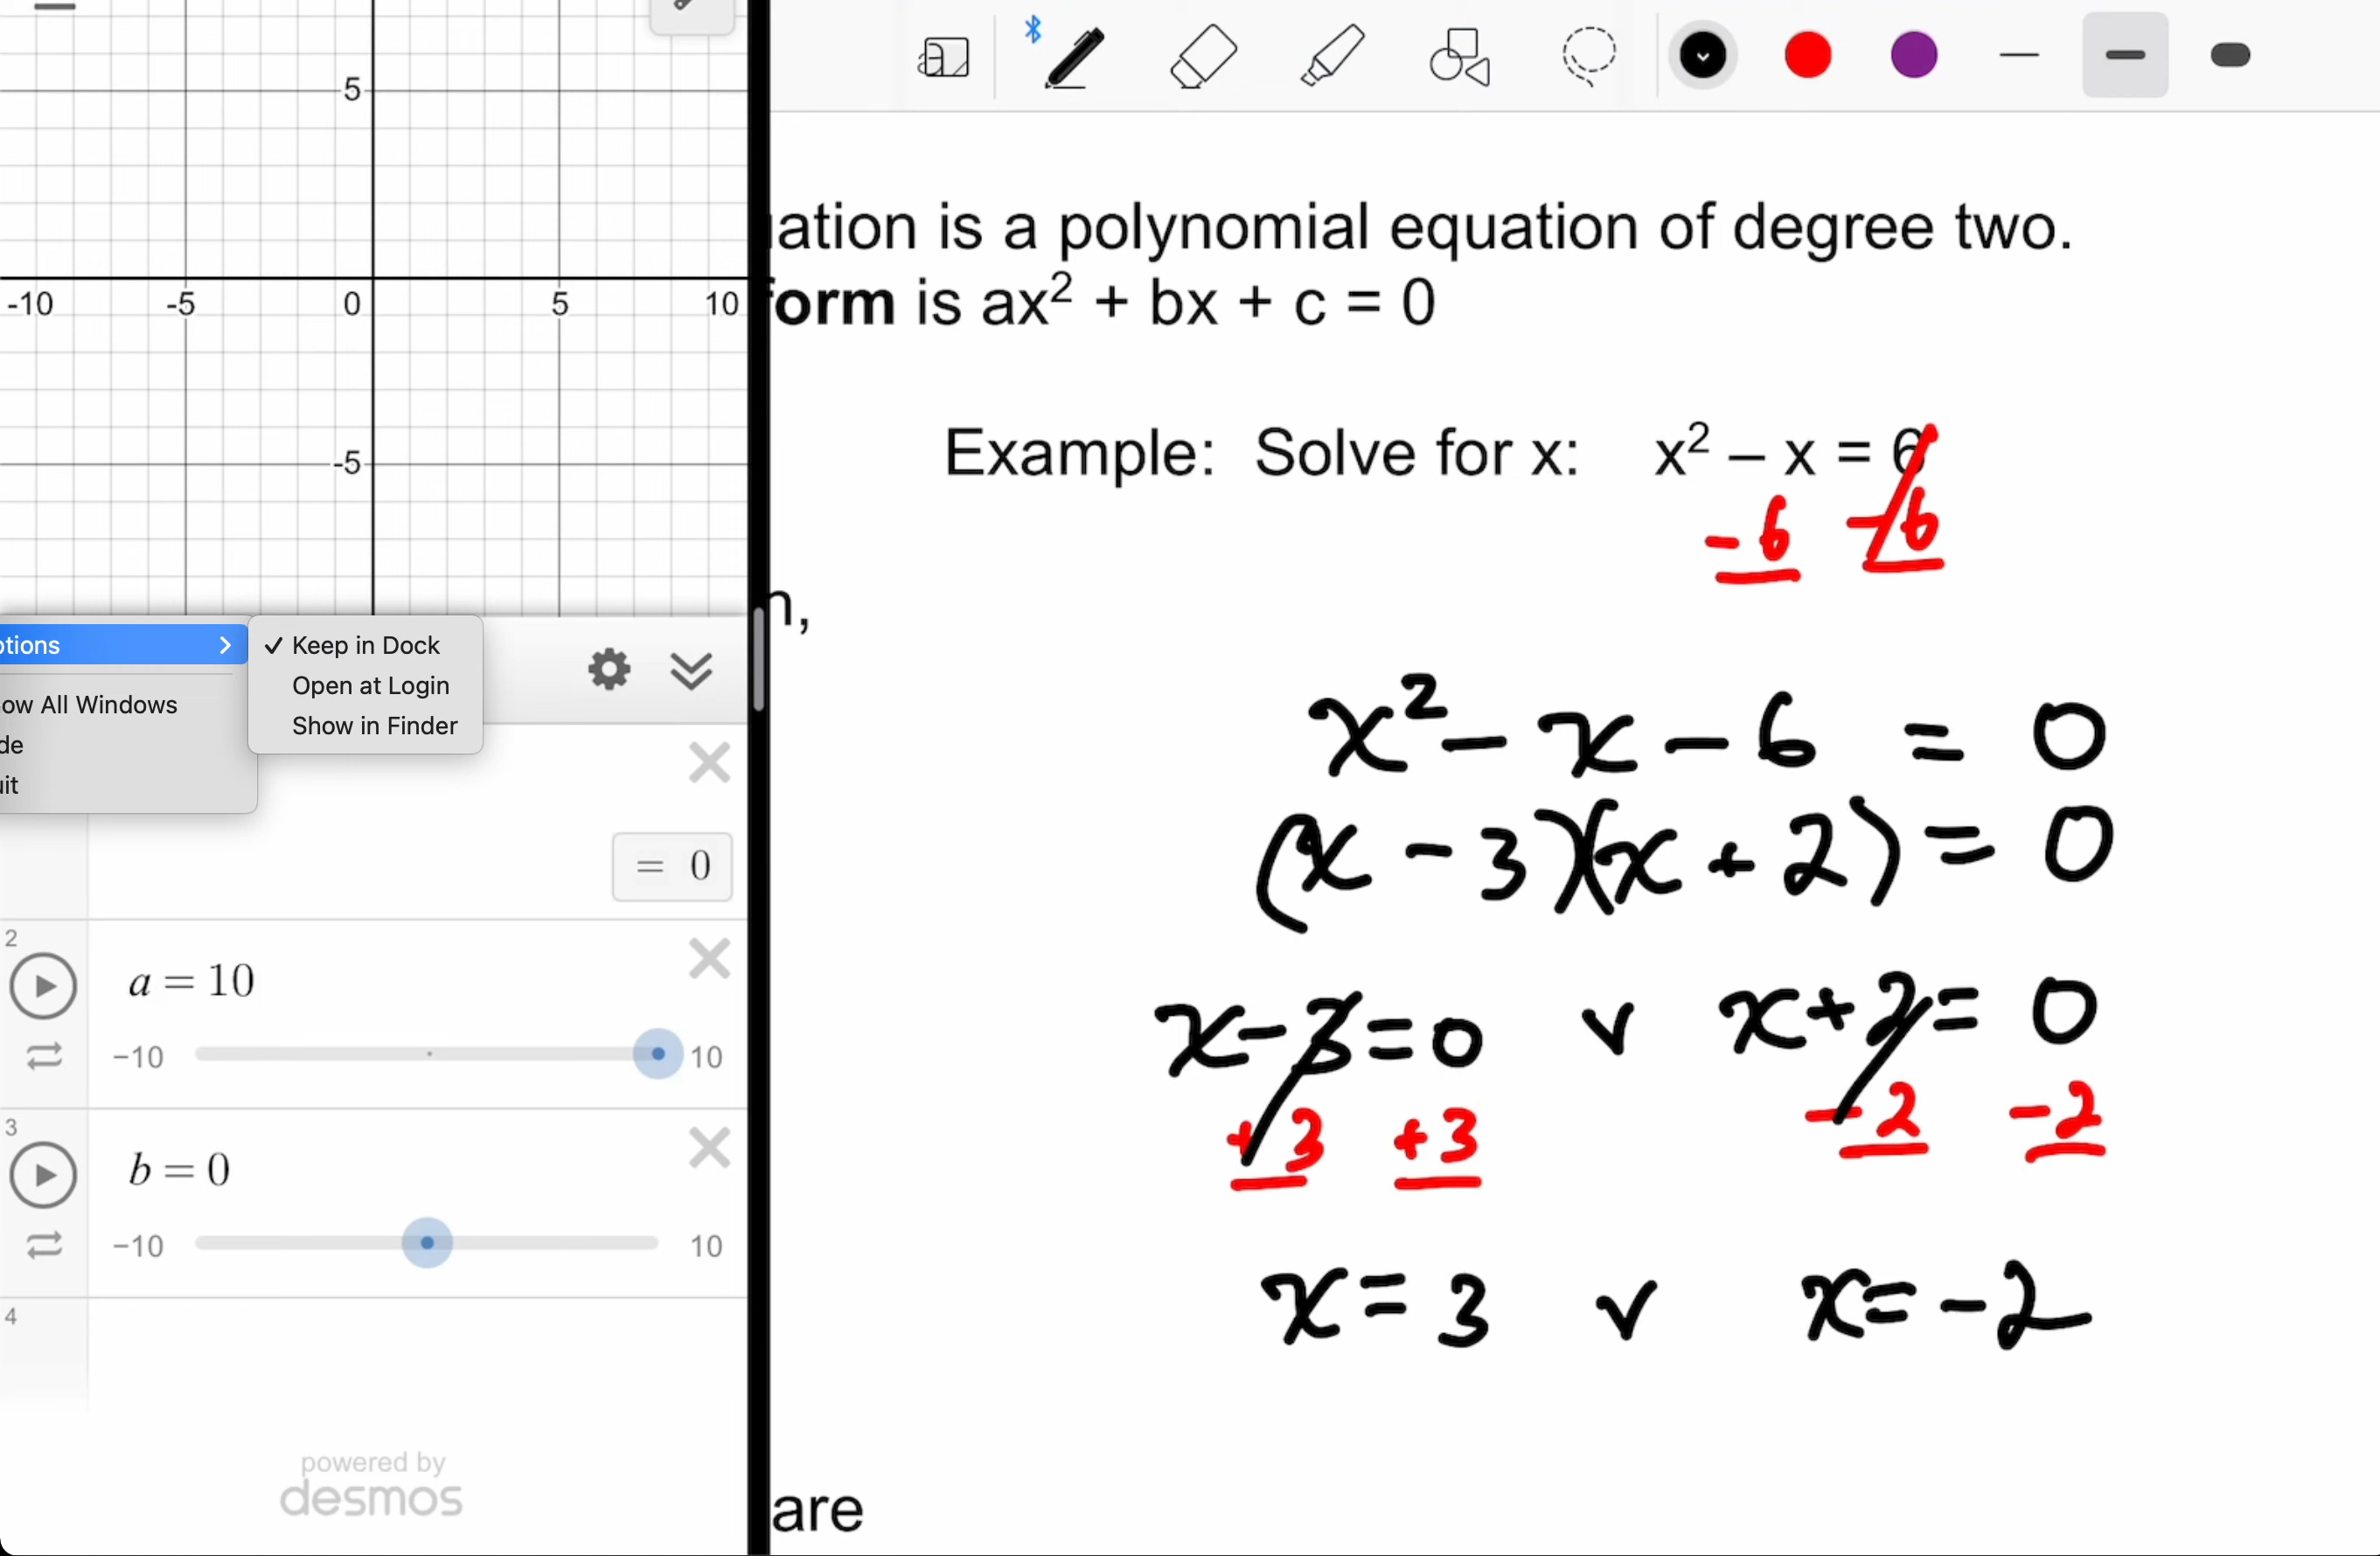 5
-10 -5 0 5 10
-5
otions
ow All Windows
de
uit
✓ Keep in Dock
Open at Login
Show in Finder
= 0
2
a = 10
−10 10
3
b = 0
−10 10
4
powered by
desmos
ation is a polynomial equation of degree two.
orm is ax² + bx + c = 0
Example: Solve for x: x² – x = 6
-6 -6
n,
x² - x - 6 = 0
(x - 3)(x + 2) = 0
x - 3 = 0 v x + 2 = 0
+3 +3 -2 -2
x = 3 v x = -2
are